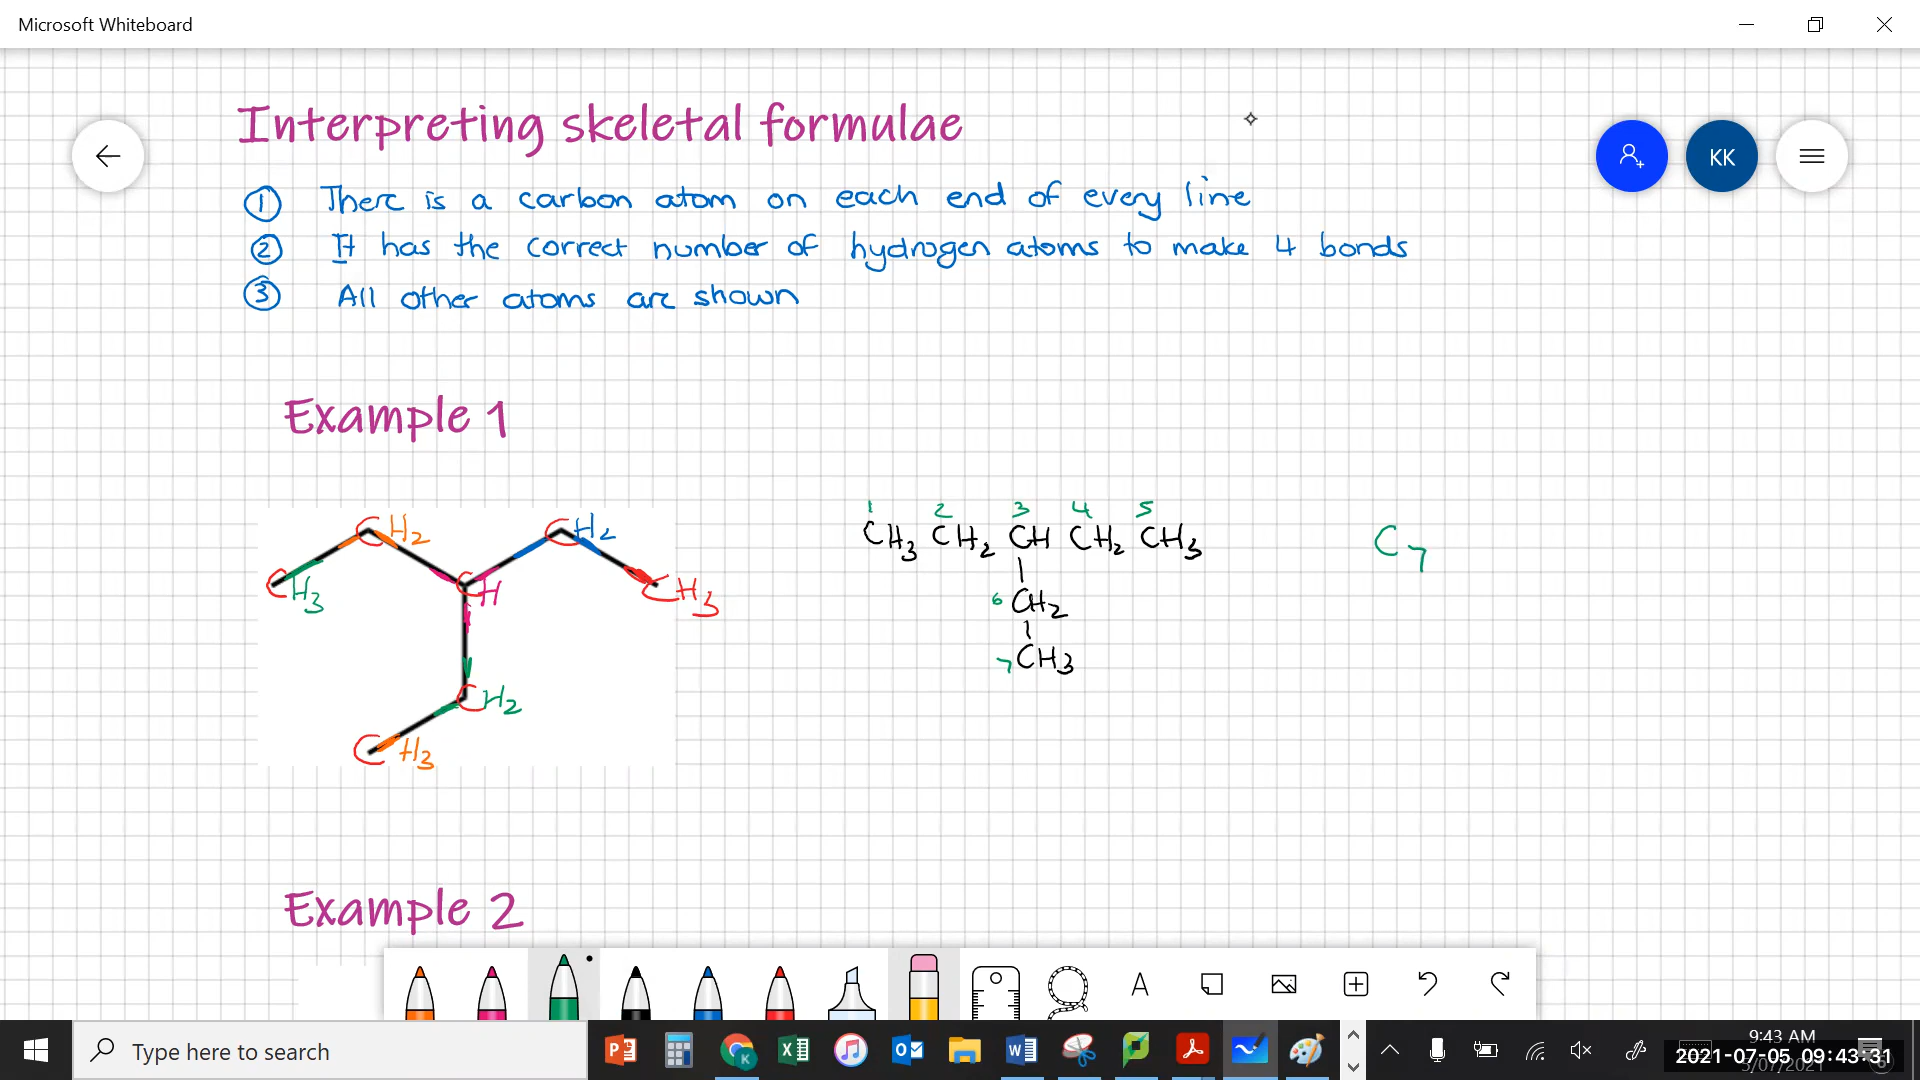 Microsoft Whiteboard
Interpreting skeletal formulae
KK
① There is a carbon atom on each end of every line
② It has the correct number of hydrogen atoms to make 4 bonds
③ All other atoms are shown
Example 1
CH2 CH2
CH3 CH CH3
CH2
CH3
1 2 3 4 5
CH3 CH2 CH CH2 CH3
6 CH2
7 CH3
C7
Example 2
A
Type here to search
9:43 AM
2021-07-05 09:43:31